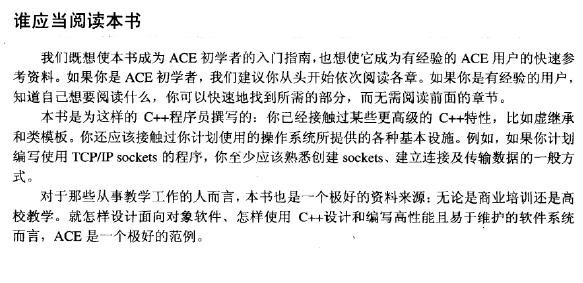 谁应当阅读本书
我们既想使本书成为 ACE 初学者的入门指南,也想使它成为有经验的 ACE 用户的快速参
考资料。如果你是 ACE 初学者,我们建议你从头开始依次阅读各章。如果你是有经验的用户,
知道自己想要阅读什么,你可以快速地找到所需的部分,而无需阅读前面的章节。
本书是为这样的 C++程序员撰写的:你已经接触过某些更高级的 C++特性,比如虚继承
和类模板。你还应该接触过你计划使用的操作系统所提供的各种基本设施。例如,如果你计划
编写使用 TCP/IP sockets 的程序,你至少应该熟悉创建 sockets、建立连接及传输数据的一般方
式。
对于那些从事教学工作的人而言,本书也是一个极好的资料来源:无论是商业培训还是高
校教学。就怎样设计面向对象软件、怎样使用 C++设计和编写高性能且易于维护的软件系统
而言,ACE 是一个极好的范例。